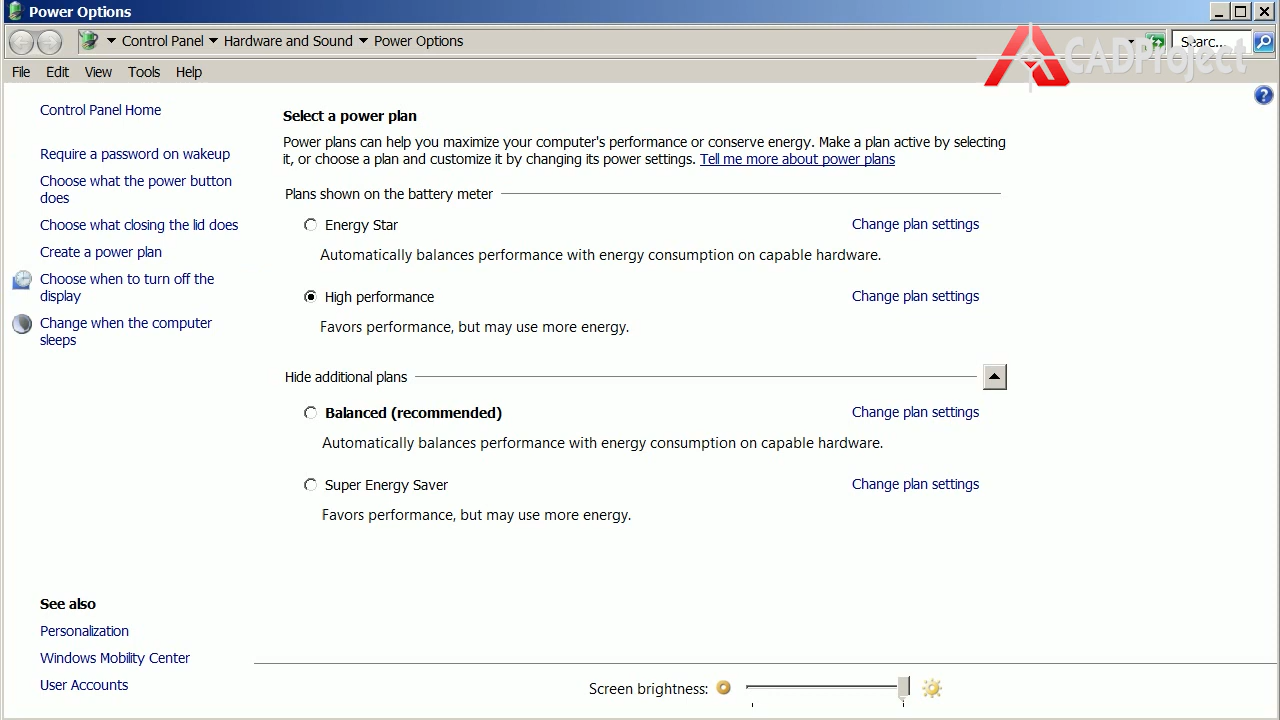 Power Options
Control Panel Hardware and Sound Power Options
Searc...
ACADProject
File Edit View Tools Help
Control Panel Home
Require a password on wakeup
Choose what the power button
does
Choose what closing the lid does
Create a power plan
Choose when to turn off the
display
Change when the computer
sleeps
Select a power plan
Power plans can help you maximize your computer's performance or conserve energy. Make a plan active by selecting
it, or choose a plan and customize it by changing its power settings. Tell me more about power plans
Plans shown on the battery meter
Energy Star Change plan settings
Automatically balances performance with energy consumption on capable hardware.
High performance Change plan settings
Favors performance, but may use more energy.
Hide additional plans
Balanced (recommended) Change plan settings
Automatically balances performance with energy consumption on capable hardware.
Super Energy Saver Change plan settings
Favors performance, but may use more energy.
See also
Personalization
Windows Mobility Center
User Accounts
Screen brightness: